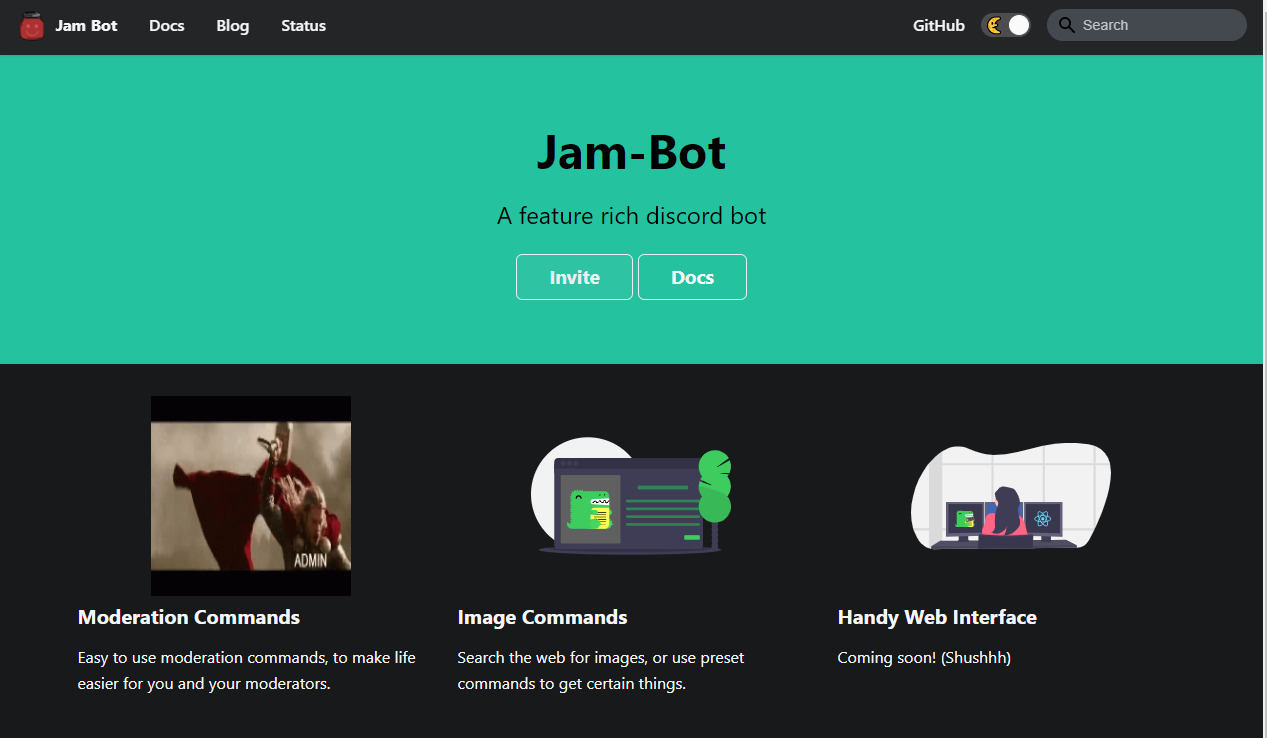 Jam Bot Docs Blog Status GitHub Search
Jam-Bot
A feature rich discord bot
Invite Docs
ADMIN
Moderation Commands
Easy to use moderation commands, to make life
easier for you and your moderators.
Image Commands
Search the web for images, or use preset
commands to get certain things.
Handy Web Interface
Coming soon! (Shushhh)